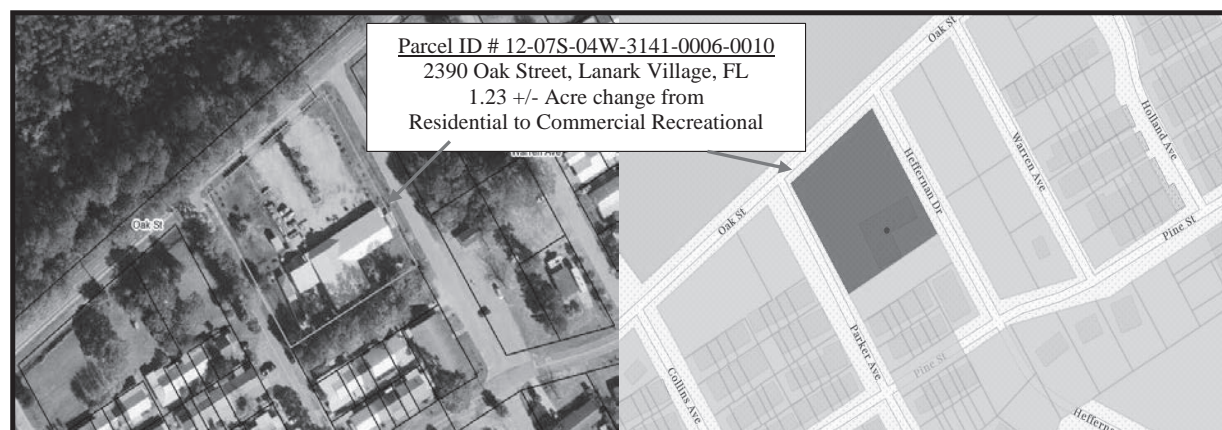 Parcel ID # 12-07S-04W-3141-0006-0010
2390 Oak Street, Lanark Village, FL
1.23 +/- Acre change from
Residential to Commercial Recreational
Warren Ave
Oak St
Oak St
Oak St
Heffernan Dr
Warren Ave
Holland Ave
Pine St
Parker Ave
Pine St
Collins Ave
Heffernan